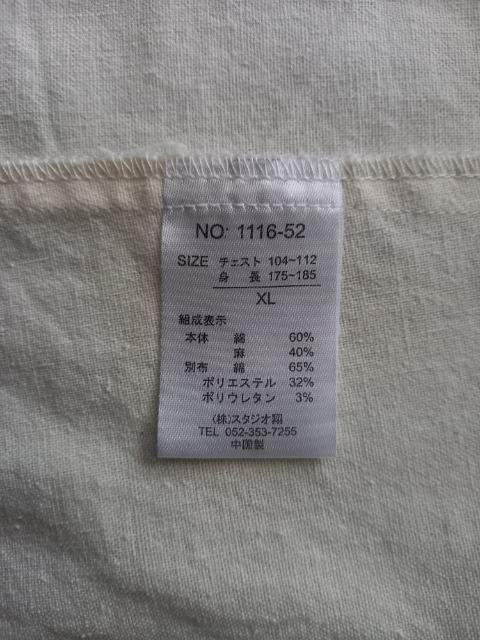 NO: 1116-52
SIZE チェスト 104~112
身 長 175~185
XL
組成表示
本体 綿 60%
麻 40%
別布 綿 65%
ポリエステル 32%
ポリウレタン 3%
(株)スタジオ翔
TEL 052-353-7255
中国製